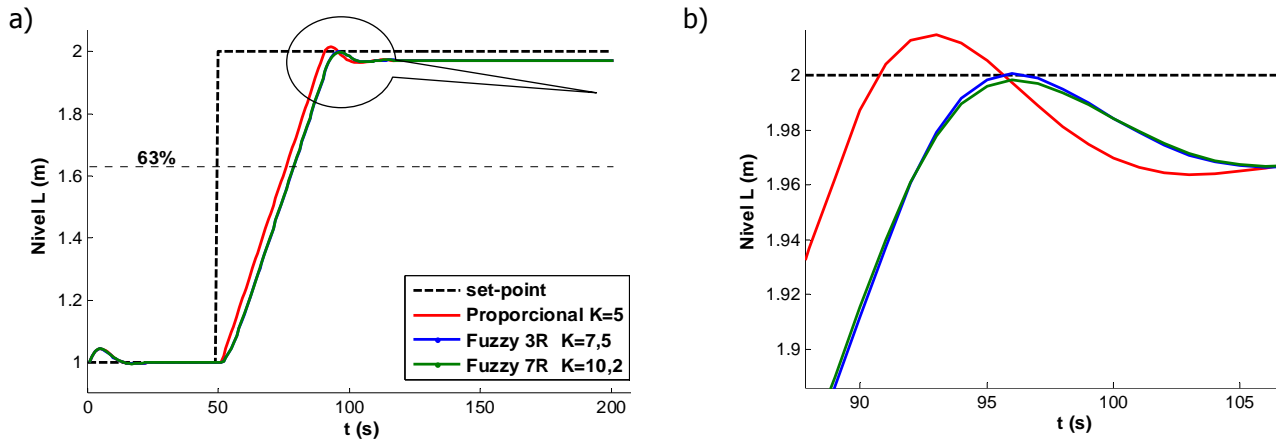 a)
2
1.8
1.6
1.4
1.2
1
63%
Nivel L (m)
0
50
100
150
200
t (s)
set-point
Proporcional K=5
Fuzzy 3R K=7,5
Fuzzy 7R K=10,2
b)
2
1.98
1.96
1.94
1.92
1.9
Nivel L (m)
90
95
100
105
t (s)